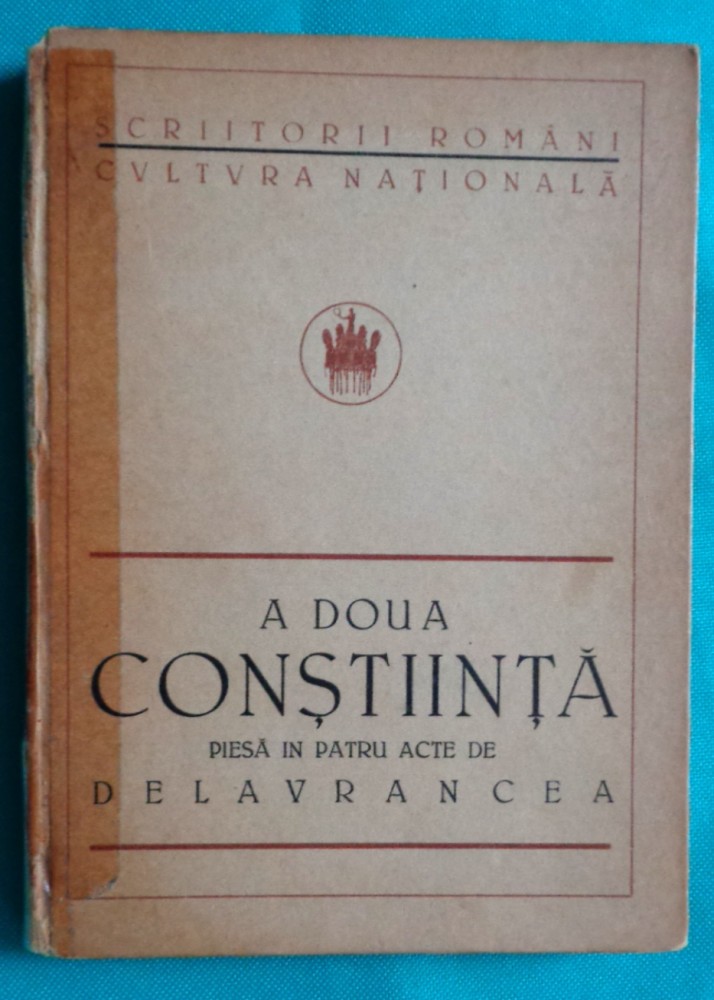 SCRIITORII ROMÂNI
CVLTVRA NAȚIONALĂ
A DOUA
CONȘTIINȚĂ
PIESĂ IN PATRU ACTE DE
DELAVRANCEA